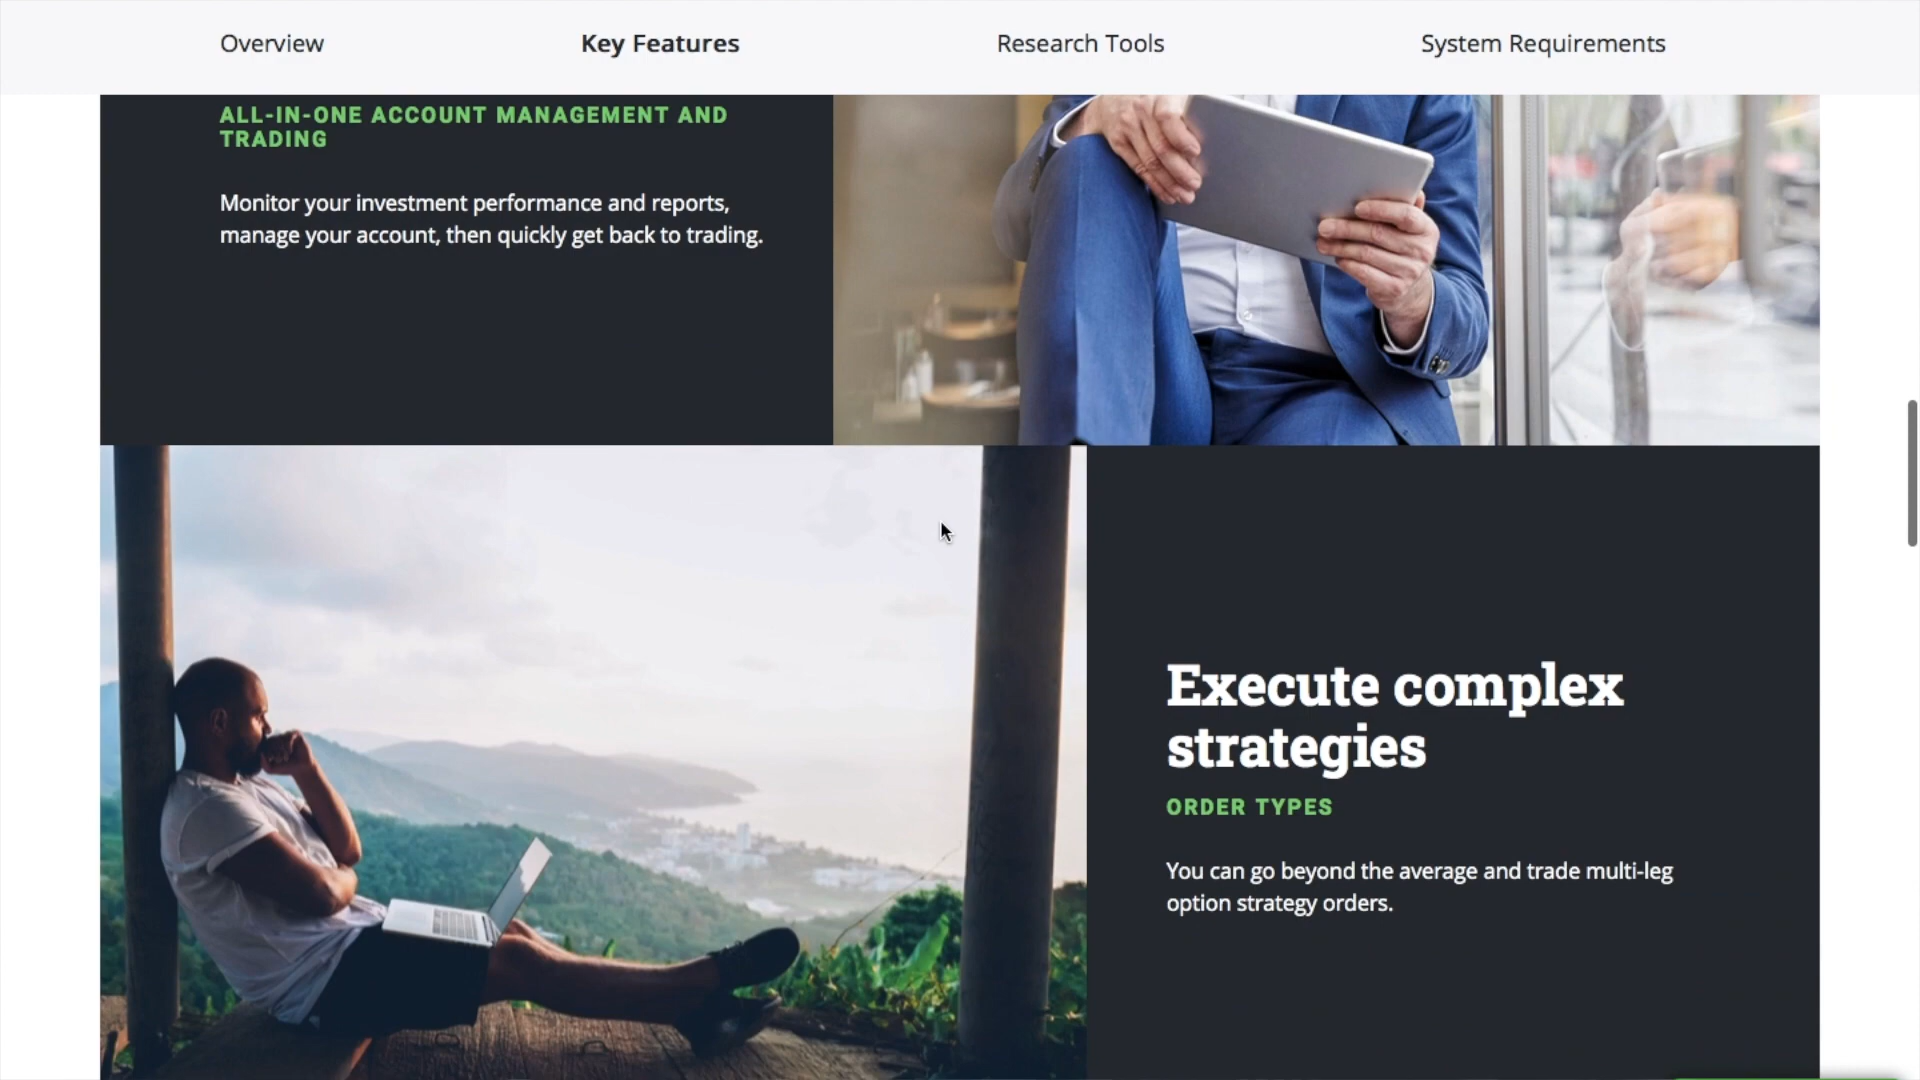 Overview
Key Features
Research Tools
System Requirements
ALL-IN-ONE ACCOUNT MANAGEMENT AND
TRADING
Monitor your investment performance and reports,
manage your account, then quickly get back to trading.
Execute complex
strategies
ORDER TYPES
You can go beyond the average and trade multi-leg
option strategy orders.